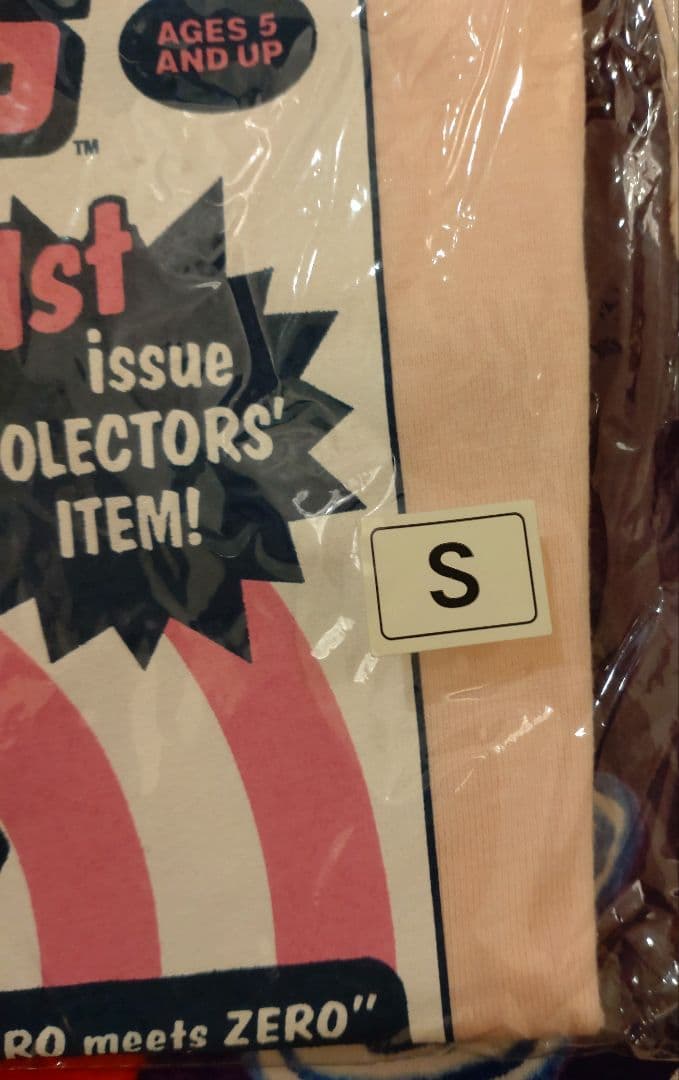 AGES 5
AND UP
TM
1st
issue
OLECTORS'
ITEM!
S
RO meets ZERO"